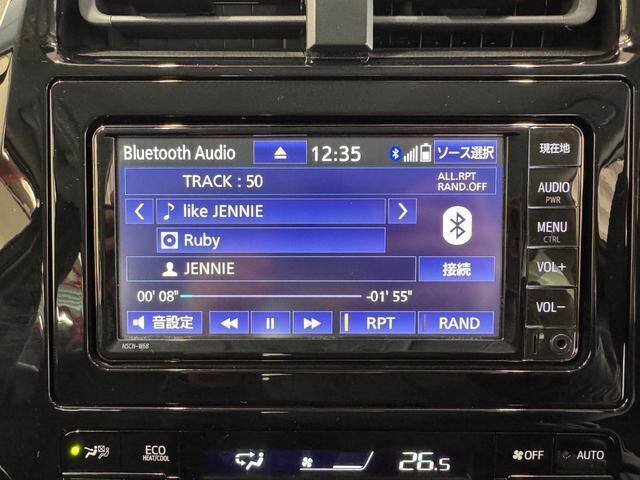 Bluetooth Audio 12:35 ソース選択
TRACK : 50 ALL.RPT
RAND.OFF
like JENNIE
Ruby
JENNIE 接続
00' 08" -01' 55"
音設定 RPT RAND
現在地
AUDIO
PWR
MENU
CTRL
VOL+
VOL−
NSCN-W68
ECO
HEAT/COOL
26.5
OFF
AUTO